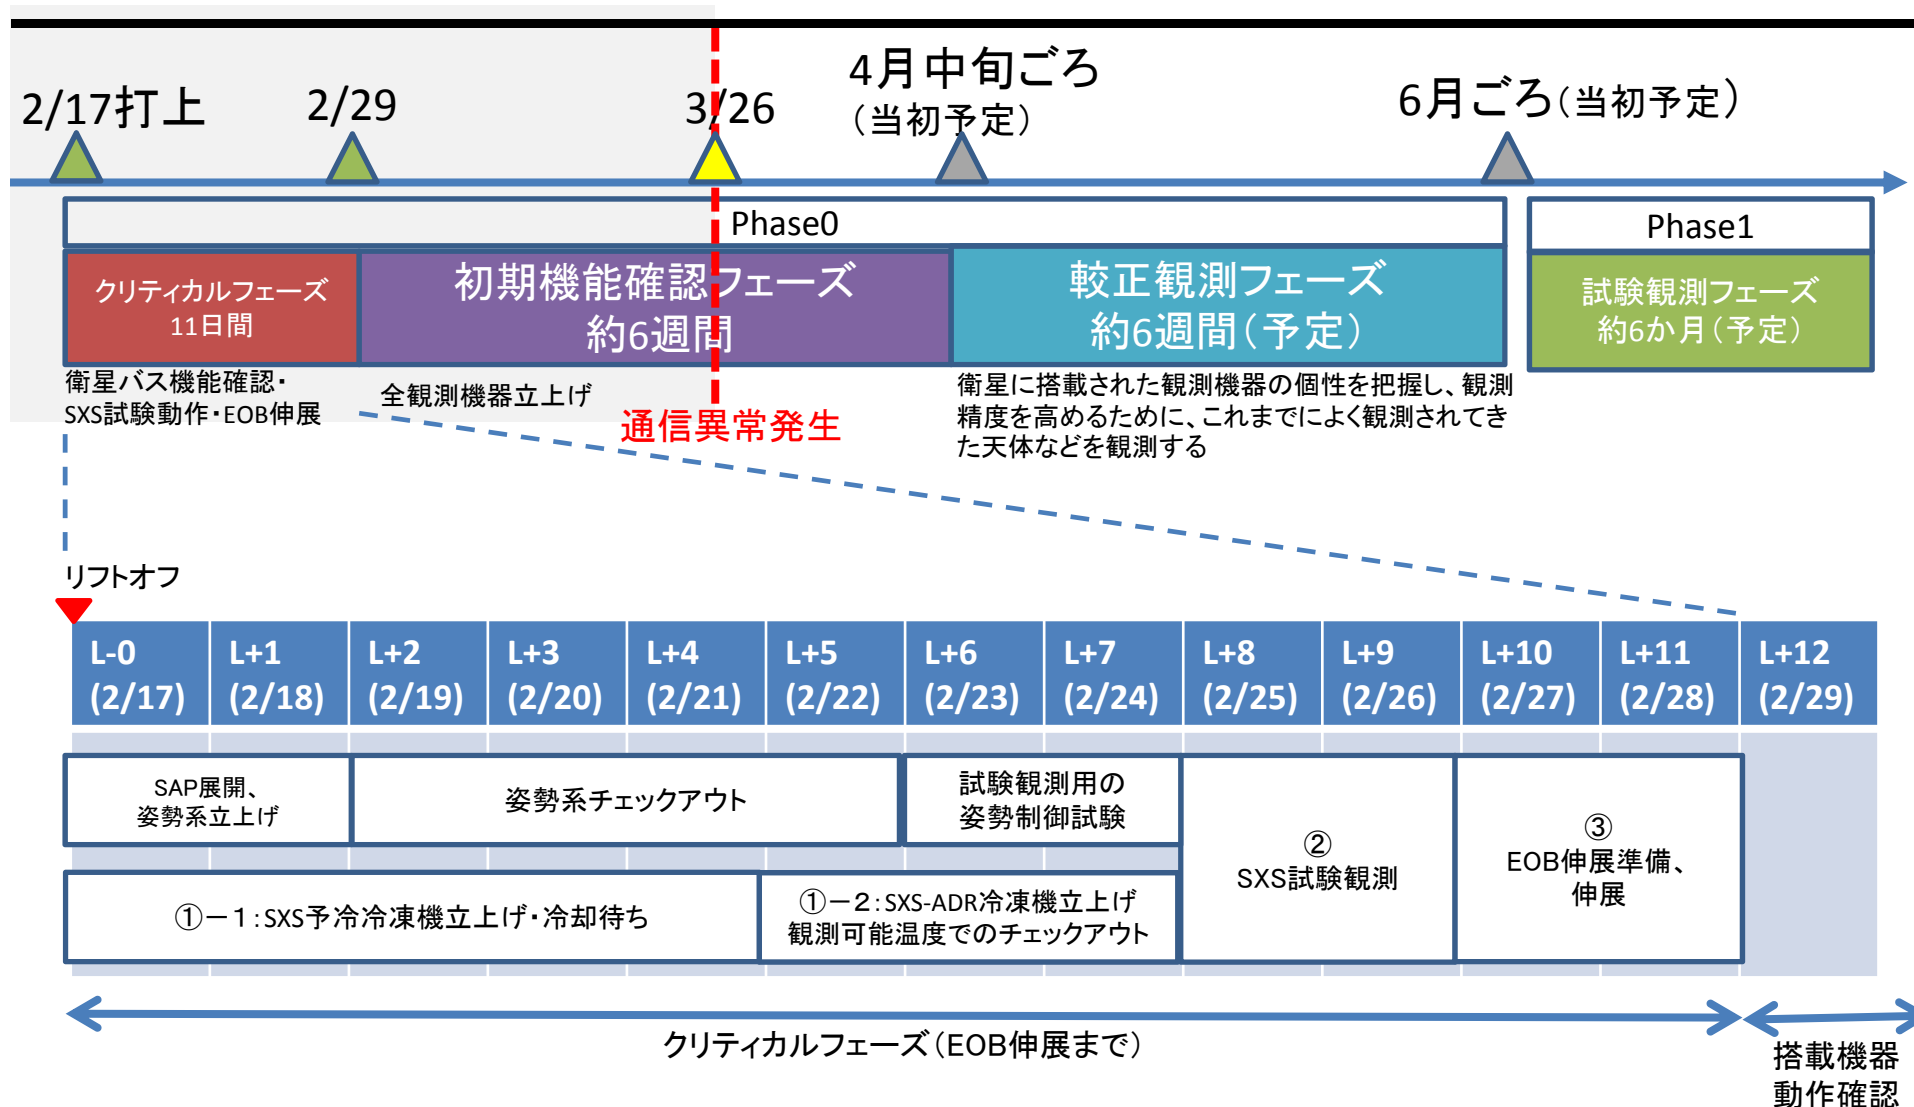 2/17打上
2/29
3/26
4月中旬ごろ
（当初予定）
6月ごろ（当初予定）
Phase0
Phase1
クリティカルフェーズ
11日間
初期機能確認フェーズ
約6週間
較正観測フェーズ
約6週間（予定）
試験観測フェーズ
約6か月（予定）
衛星バス機能確認・
SXS試験動作・EOB伸展
全観測機器立上げ
通信異常発生
衛星に搭載された観測機器の個性を把握し、観測
精度を高めるために、これまでによく観測されてき
た天体などを観測する
リフトオフ
L-0
(2/17)
L+1
(2/18)
L+2
(2/19)
L+3
(2/20)
L+4
(2/21)
L+5
(2/22)
L+6
(2/23)
L+7
(2/24)
L+8
(2/25)
L+9
(2/26)
L+10
(2/27)
L+11
(2/28)
L+12
(2/29)
SAP展開、
姿勢系立上げ
姿勢系チェックアウト
試験観測用の
姿勢制御試験
②
SXS試験観測
③
EOB伸展準備、
伸展
①－１：SXS予冷冷凍機立上げ・冷却待ち
①－２：SXS-ADR冷凍機立上げ
観測可能温度でのチェックアウト
クリティカルフェーズ（EOB伸展まで）
搭載機器
動作確認